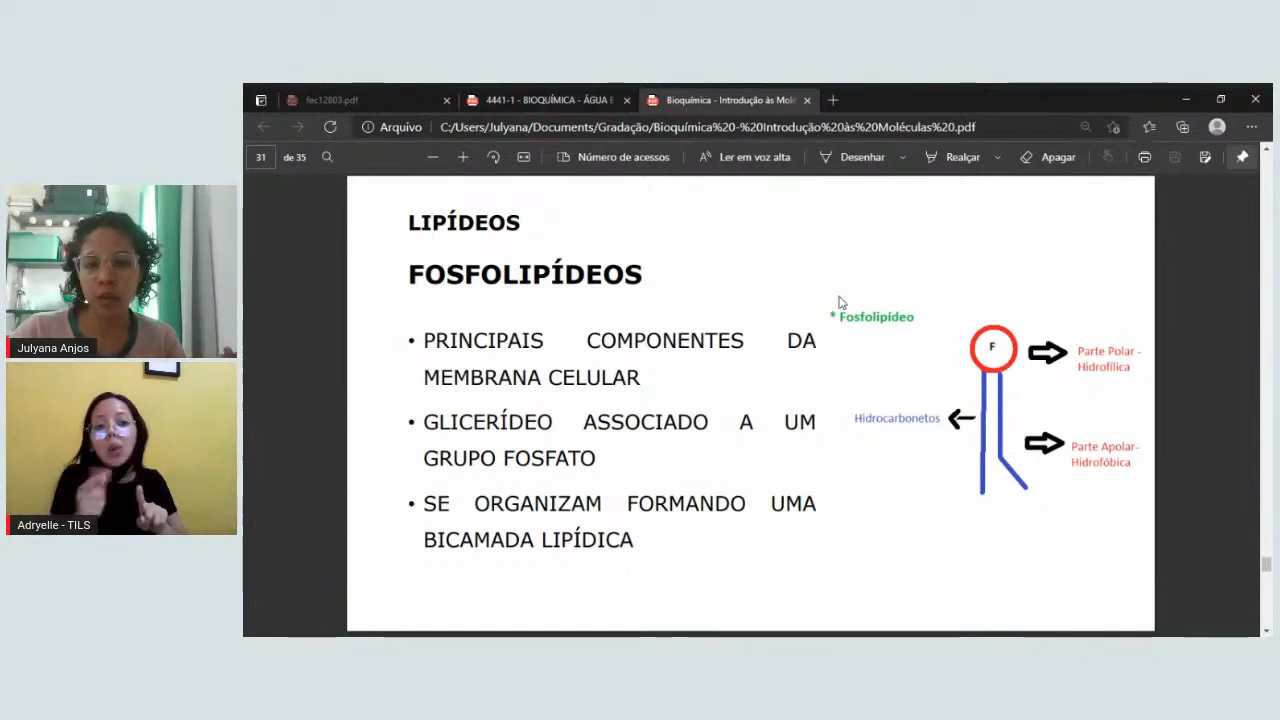 fec12803.pdf
4441-1 - BIOQUÍMICA - ÁGUA E
Bioquímica - Introdução às Molé
Arquivo
C:/Users/Julyana/Documents/Gradação/Bioquímica%20-%20Introdução%20às%20Moléculas%20.pdf
31
de 35
Número de acessos
Ler em voz alta
Desenhar
Realçar
Apagar
LIPÍDEOS
FOSFOLIPÍDEOS
• PRINCIPAIS COMPONENTES DA
MEMBRANA CELULAR
• GLICERÍDEO ASSOCIADO A UM
GRUPO FOSFATO
• SE ORGANIZAM FORMANDO UMA
BICAMADA LIPÍDICA
* Fosfolipídeo
F
Parte Polar -
Hidrofílica
Hidrocarbonetos
Parte Apolar-
Hidrofóbica
Julyana Anjos
Adryelle - TILS